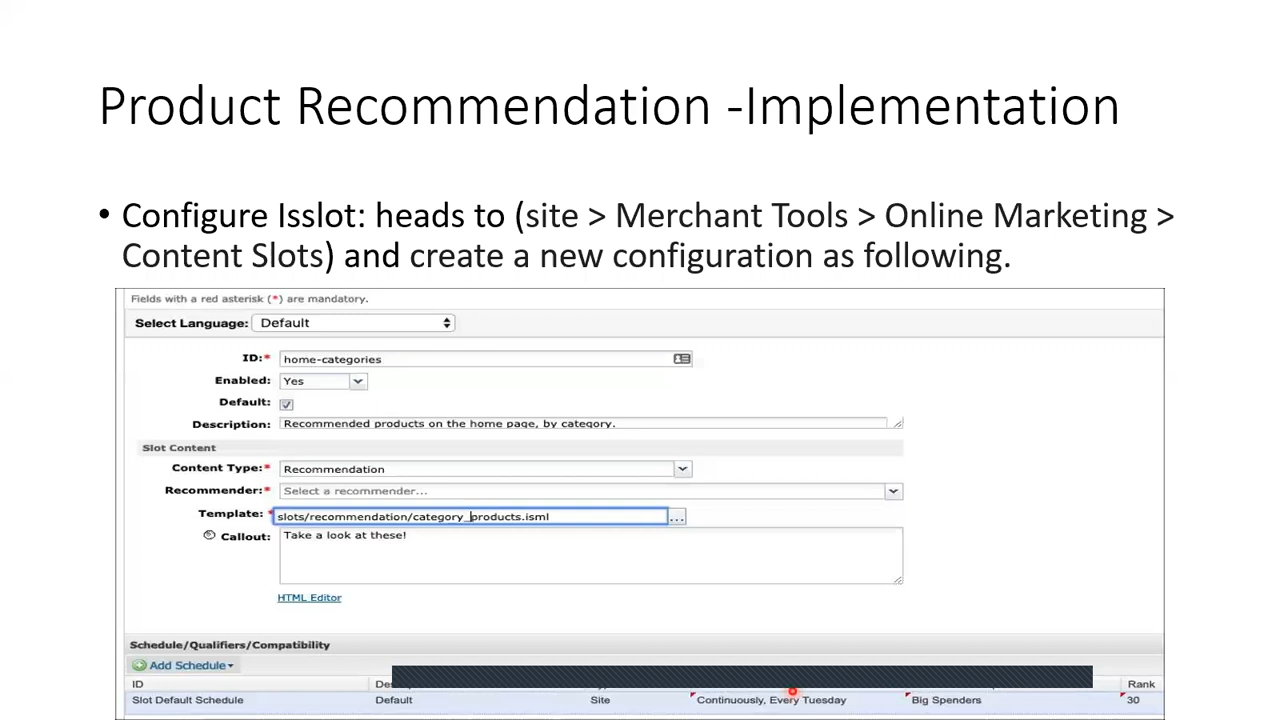 Product Recommendation -Implementation
• Configure Isslot: heads to (site > Merchant Tools > Online Marketing >
Content Slots) and create a new configuration as following.
Fields with a red asterisk (*) are mandatory.
Select Language: Default
ID:* home-categories
Enabled: Yes
Default:
Description: Recommended products on the home page, by category.
Slot Content
Content Type:* Recommendation
Recommender:* Select a recommender...
Template:* slots/recommendation/category_products.isml
Callout: Take a look at these!
HTML Editor
Schedule/Qualifiers/Compatibility
Add Schedule
ID Rank
Slot Default Schedule Default Site Continuously, Every Tuesday Big Spenders 30